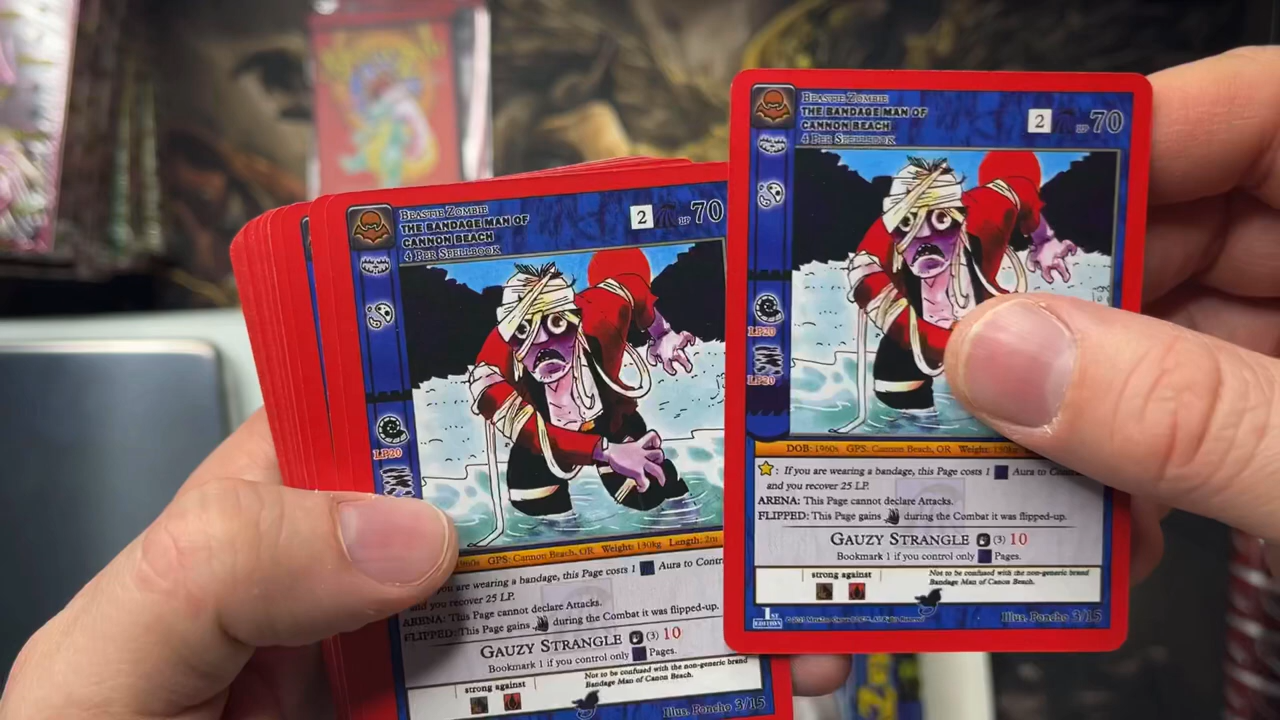 BEASTIE ZOMBIE
THE BANDAGE MAN OF
CANNON BEACH
4 PER SPELLBOOK
2
LP 70
LP20
1960s GPS: Cannon Beach, OR Weight: 130kg Length: 2m
you are wearing a bandage, this Page costs 1 Aura to Contr
and you recover 25 LP.
ARENA: This Page cannot declare Attacks.
FLIPPED: This Page gains during the Combat it was flipped-up.
GAUZY STRANGLE (3) 10
Bookmark 1 if you control only Pages.
strong against
Not to be confused with the non-generic brand
Bandage Man of Canon Beach.
Illus. Poncho 3/15
BEASTIE ZOMBIE
THE BANDAGE MAN OF
CANNON BEACH
4 PER SPELLBOOK
2
LP 70
LP20
LP20
DOB: 1960s GPS: Cannon Beach, OR Weight: 130kg
: If you are wearing a bandage, this Page costs 1 Aura to Contr
and you recover 25 LP.
ARENA: This Page cannot declare Attacks.
FLIPPED: This Page gains during the Combat it was flipped-up.
GAUZY STRANGLE (3) 10
Bookmark 1 if you control only Pages.
strong against
Not to be confused with the non-generic brand
Bandage Man of Canon Beach.
1ST
EDITION
Illus. Poncho 3/15